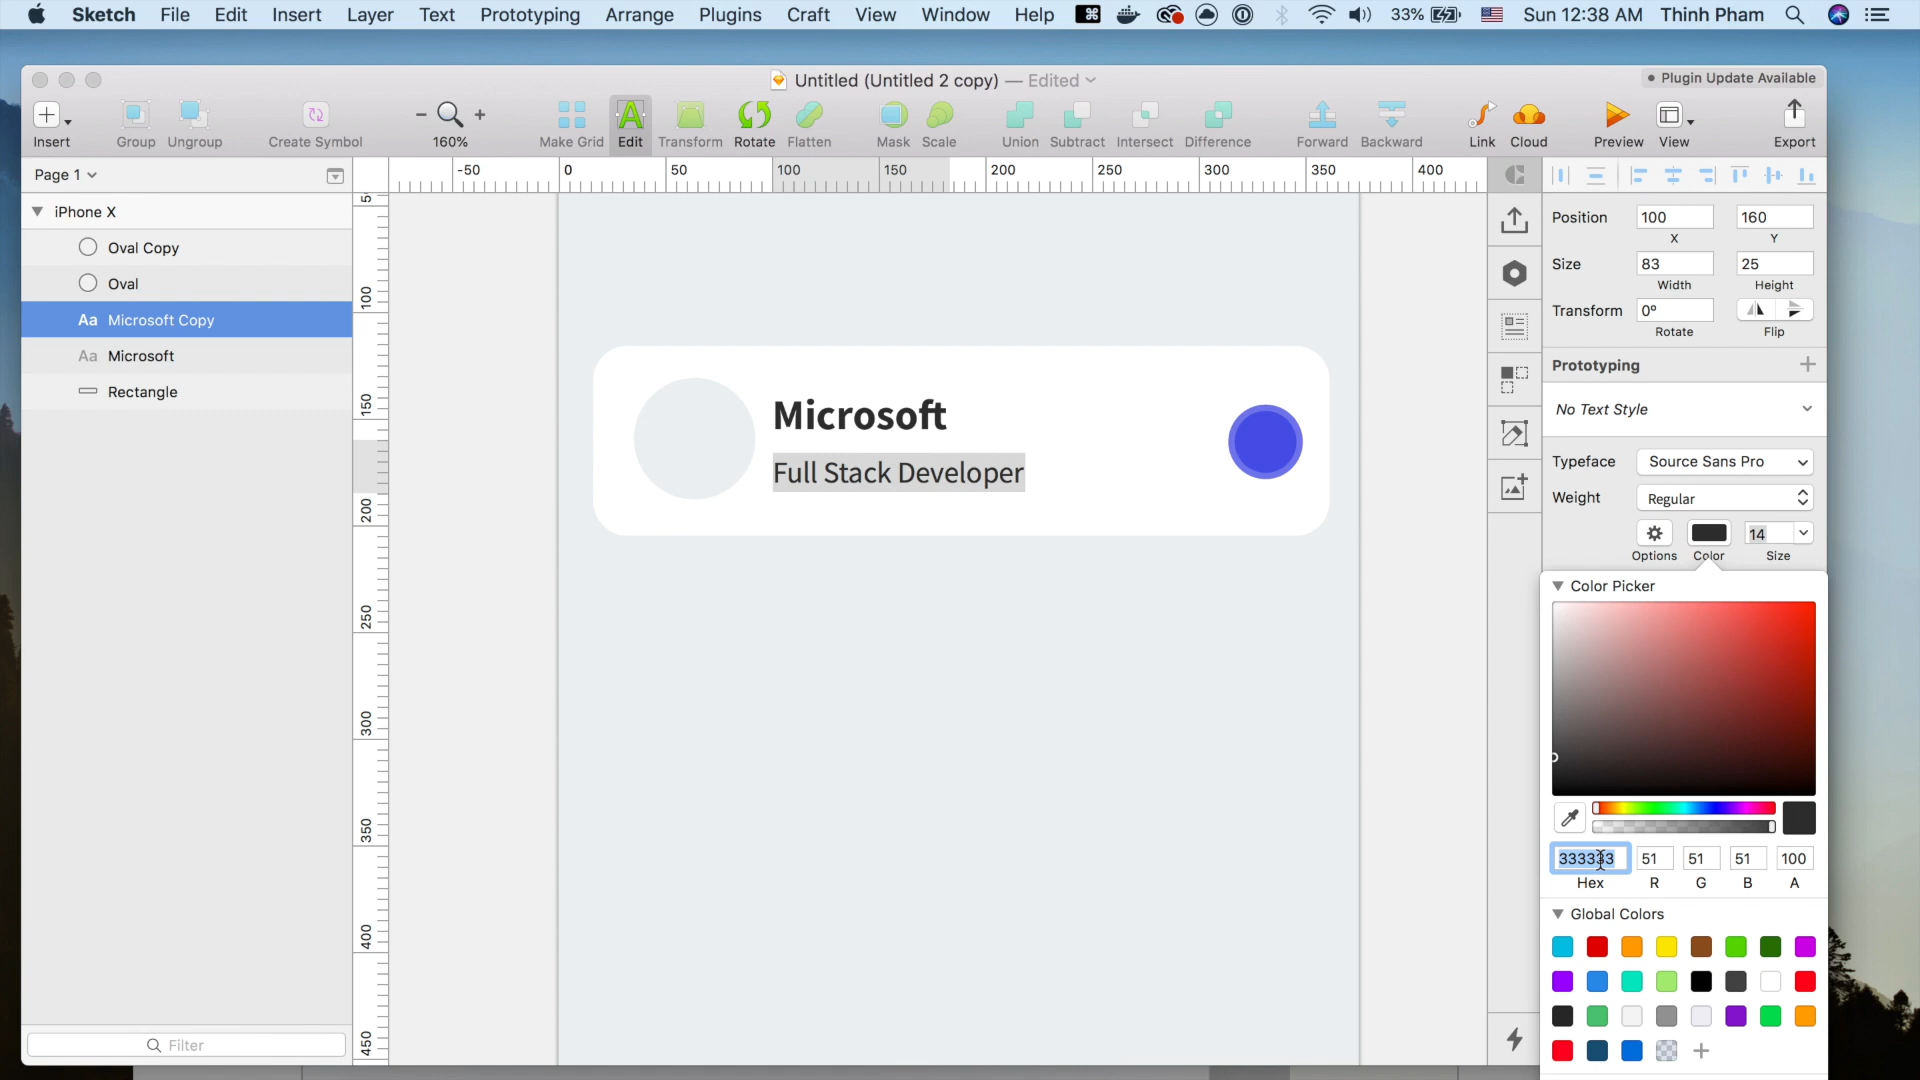 Sketch File Edit Insert Layer Text Prototyping Arrange Plugins Craft View Window Help 33% Sun 12:38 AM Thinh Pham
Untitled (Untitled 2 copy) — Edited
Plugin Update Available
Insert Group Ungroup Create Symbol 160% Make Grid Edit Transform Rotate Flatten Mask Scale Union Subtract Intersect Difference Forward Backward Link Cloud Preview View Export
Page 1
-50 0 50 100 150 200 250 300 350 400
iPhone X
Oval Copy
Oval
Aa Microsoft Copy
Aa Microsoft
Rectangle
Filter
100
150
200
250
300
350
400
450
Microsoft
Full Stack Developer
Position 100 160
X Y
Size 83 25
Width Height
Transform 0°
Rotate Flip
Prototyping
No Text Style
Typeface Source Sans Pro
Weight Regular
14
Options Color Size
Color Picker
333333 51 51 51 100
Hex R G B A
Global Colors